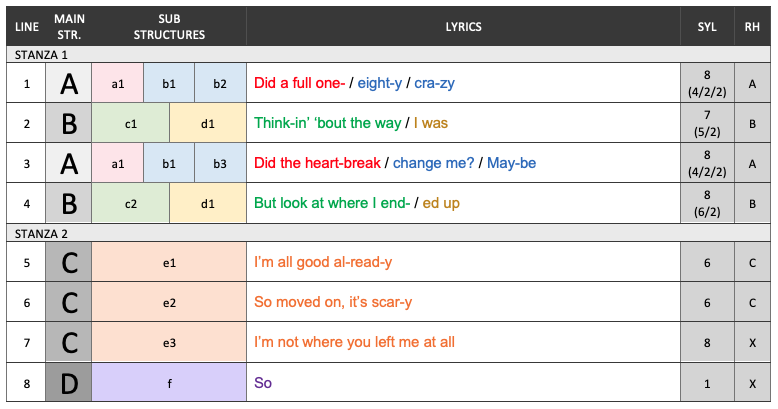 LINE MAIN STR. SUB STRUCTURES LYRICS SYL RH
STANZA 1
1 A a1 b1 b2 Did a full one- / eight-y / cra-zy 8 (4/2/2) A
2 B c1 d1 Think-in' ‘bout the way / I was 7 (5/2) B
3 A a1 b1 b3 Did the heart-break / change me? / May-be 8 (4/2/2) A
4 B c2 d1 But look at where I end- / ed up 8 (6/2) B
STANZA 2
5 C e1 I'm all good al-read-y 6 C
6 C e2 So moved on, it's scar-y 6 C
7 C e3 I'm not where you left me at all 8 X
8 D f So 1 X